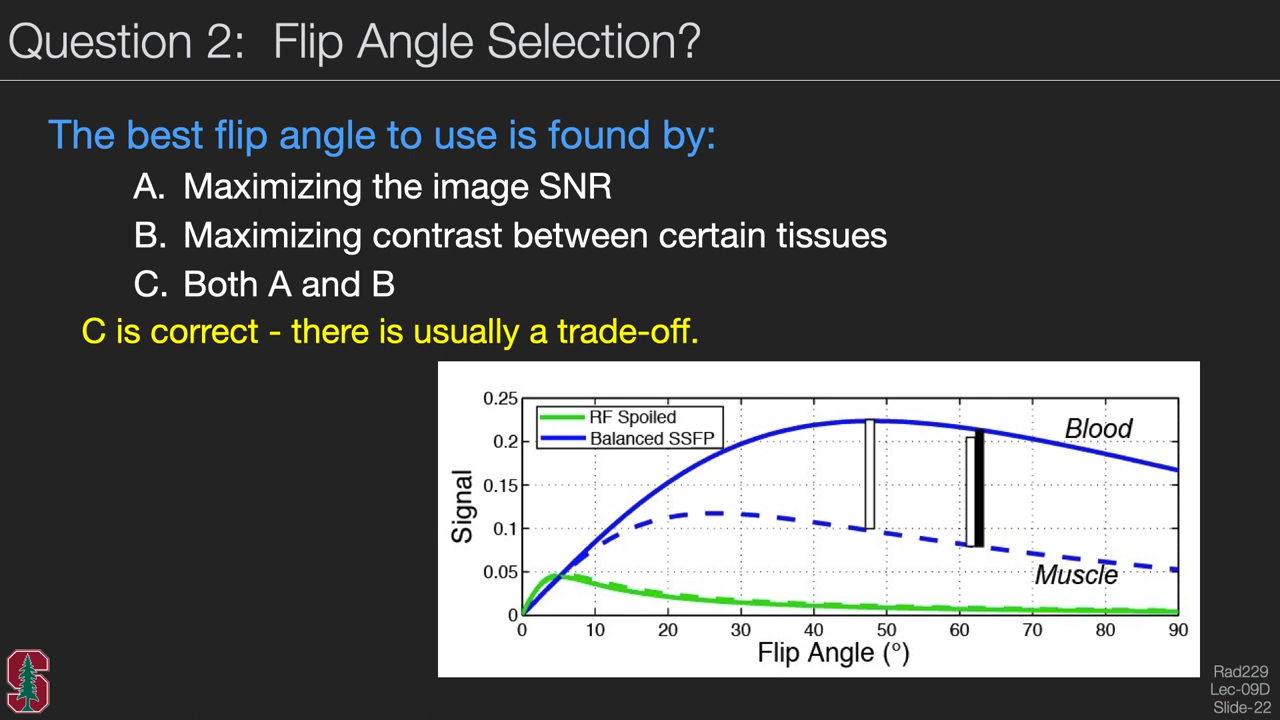 Question 2: Flip Angle Selection?
The best flip angle to use is found by:
A. Maximizing the image SNR
B. Maximizing contrast between certain tissues
C. Both A and B
C is correct - there is usually a trade-off.
0.25
0.2
0.15
0.1
0.05
0
Signal
RF Spoiled
Balanced SSFP
Blood
Muscle
0 10 20 30 40 50 60 70 80 90
Flip Angle (°)
Rad229
Lec-09D
Slide-22
S